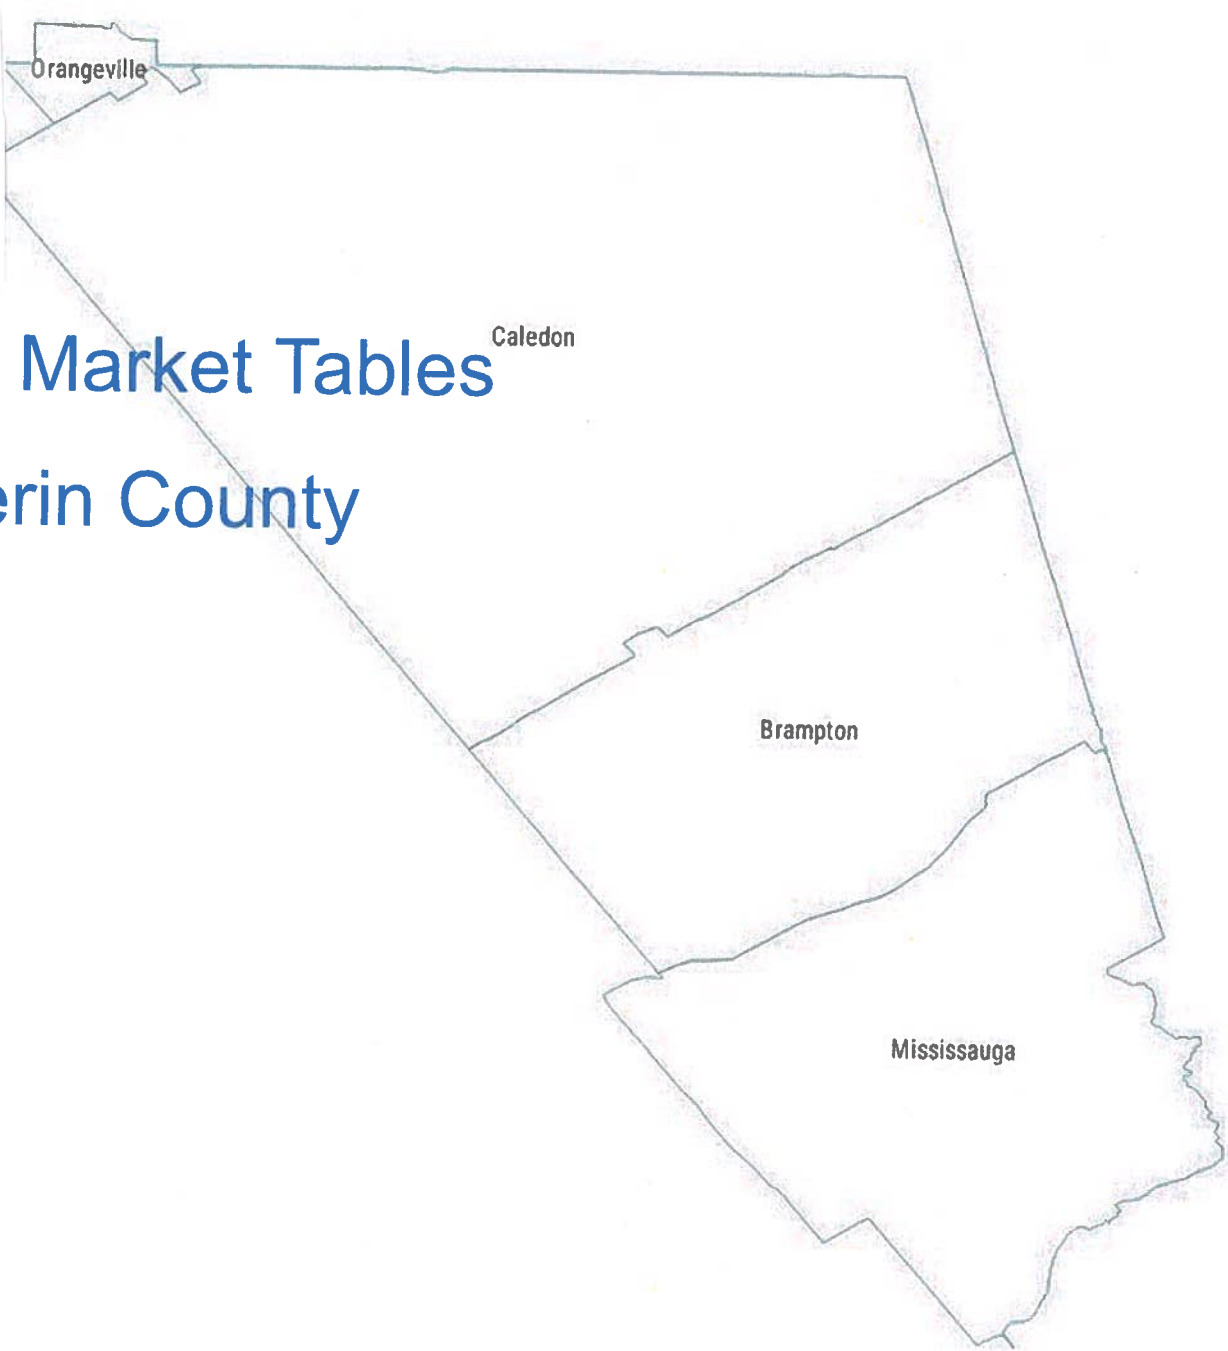 Orangeville
Caledon
Market Tables
erin County
Brampton
Mississauga